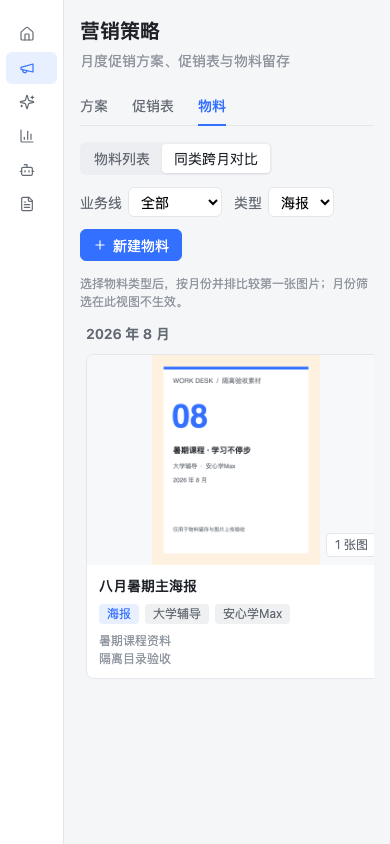 营销策略
月度促销方案、促销表与物料留存
方案 促销表 物料
物料列表 同类跨月对比
业务线 全部 类型 海报
+ 新建物料
选择物料类型后，按月份并排比较第一张图片；月份筛
选在此视图不生效。
2026 年 8 月
WORK DESK / 隔离验收素材
08
暑期课程 · 学习不停步
大学辅导 · 安心学Max
2026 年 8 月
仅用于物料留存与图片上传验收
1 张图
八月暑期主海报
海报 大学辅导 安心学Max
暑期课程资料
隔离目录验收